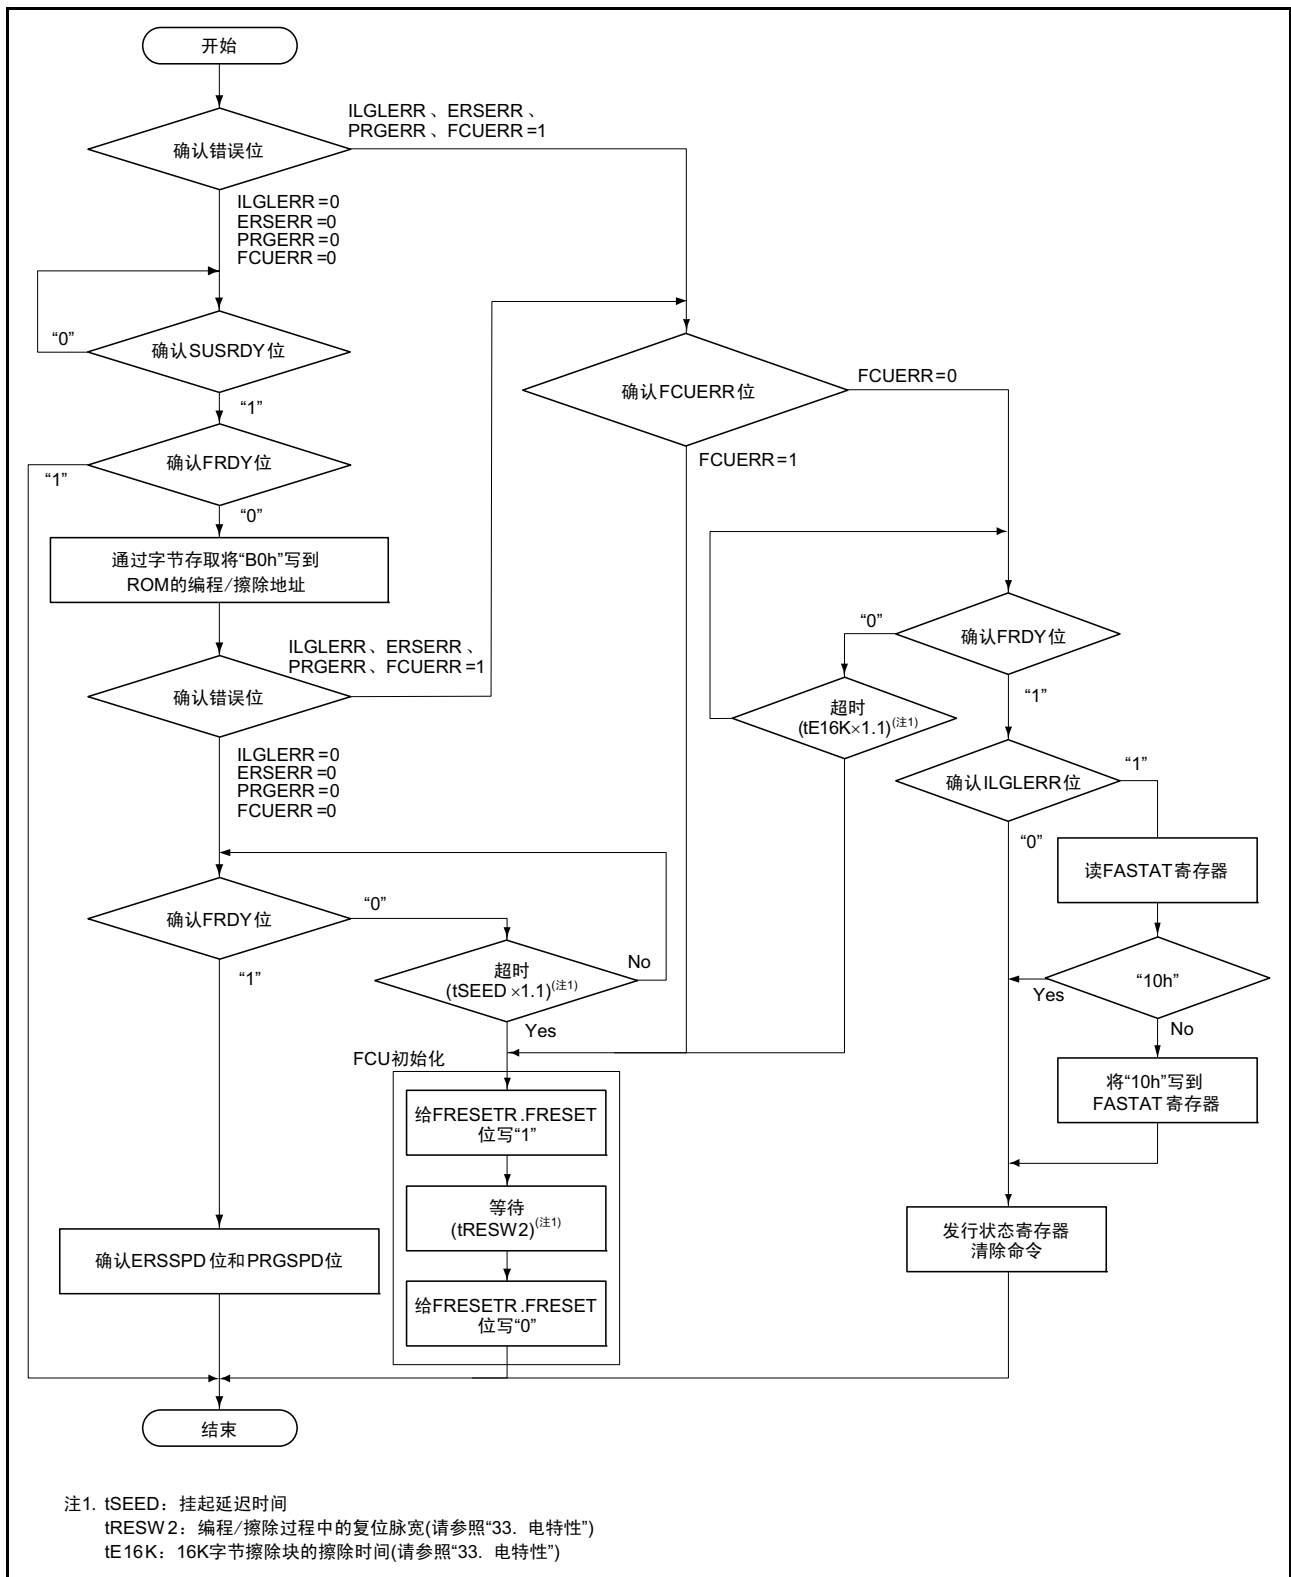 开始
ILGLERR、ERSERR、
PRGERR、FCUERR=1
确认错误位
ILGLERR=0
ERSERR=0
PRGERR=0
FCUERR=0
“0”
确认SUSRDY位
“1”
确认FCUERR位
FCUERR=0
FCUERR=1
确认FRDY位
“1”
“0”
通过字节存取将“B0h”写到
ROM的编程/擦除地址
ILGLERR、ERSERR、
PRGERR、FCUERR=1
确认错误位
ILGLERR=0
ERSERR=0
PRGERR=0
FCUERR=0
“0”
确认FRDY位
“1”
超时
(tE16K×1.1)(注1)
确认ILGLERR位
“1”
“0”
读FASTAT寄存器
“10h”
Yes
No
将“10h”写到
FASTAT寄存器
确认FRDY位
“0”
“1”
超时
(tSEED×1.1)(注1)
No
Yes
FCU初始化
给FRESETR.FRESET
位写“1”
等待
(tRESW2)(注1)
给FRESETR.FRESET
位写“0”
确认ERSSPD位和PRGSPD位
发行状态寄存器
清除命令
结束
注1. tSEED：挂起延迟时间
tRESW2：编程/擦除过程中的复位脉宽(请参照“33. 电特性”)
tE16K：16K字节擦除块的擦除时间(请参照“33. 电特性”)